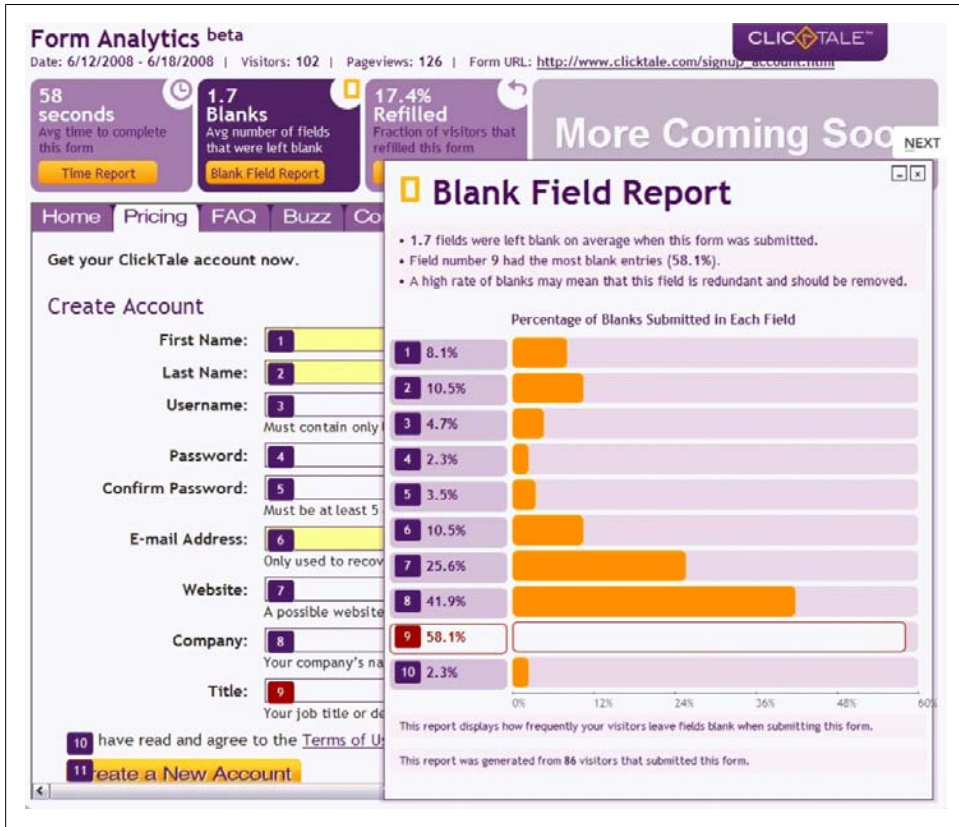 Form Analytics beta
CLICKTALE™
Date: 6/12/2008 - 6/18/2008 | Visitors: 102 | Pageviews: 126 | Form URL: http://www.clicktale.com/signup_account.html
58 seconds
Avg time to complete this form
Time Report
1.7 Blanks
Avg number of fields that were left blank
Blank Field Report
17.4% Refilled
Fraction of visitors that refilled this form
More Coming Soo
NEXT
Home Pricing FAQ Buzz Co
Get your ClickTale account now.
Create Account
First Name: 1
Last Name: 2
Username: 3
Must contain only
Password: 4
Confirm Password: 5
Must be at least 5
E-mail Address: 6
Only used to recov
Website: 7
A possible website
Company: 8
Your company's na
Title: 9
Your job title or de
10 have read and agree to the Terms of Us
11 reate a New Account
Blank Field Report
• 1.7 fields were left blank on average when this form was submitted.
• Field number 9 had the most blank entries (58.1%).
• A high rate of blanks may mean that this field is redundant and should be removed.
Percentage of Blanks Submitted in Each Field
1 8.1%
2 10.5%
3 4.7%
4 2.3%
5 3.5%
6 10.5%
7 25.6%
8 41.9%
9 58.1%
10 2.3%
0% 12% 24% 36% 48% 60%
This report displays how frequently your visitors leave fields blank when submitting this form.
This report was generated from 86 visitors that submitted this form.